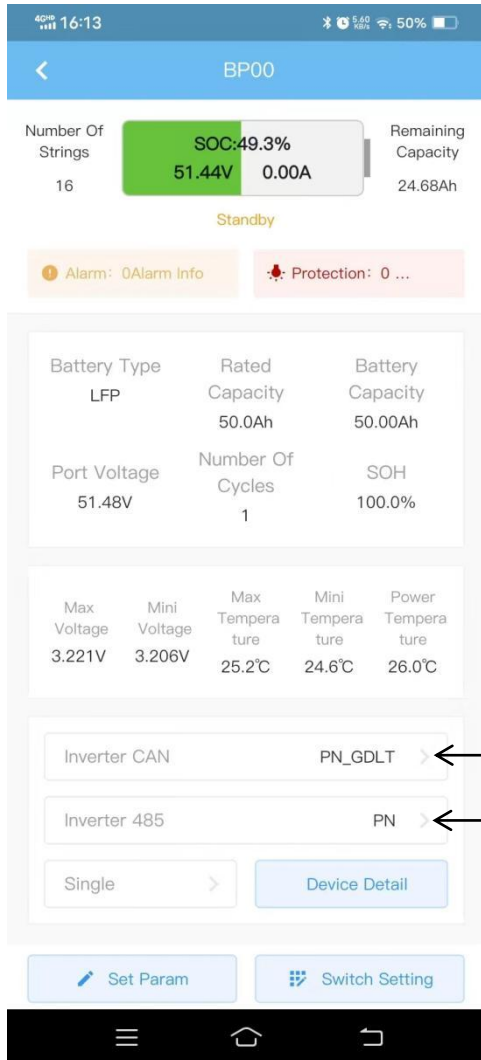 4GHD 16:13 5.60 KB/s 50%
BP00
Number Of Strings
16
SOC:49.3%
51.44V 0.00A
Remaining Capacity
24.68Ah
Standby
Alarm: 0Alarm Info
Protection: 0 ...
Battery Type
LFP
Rated Capacity
50.0Ah
Battery Capacity
50.00Ah
Port Voltage
51.48V
Number Of Cycles
1
SOH
100.0%
Max Voltage
3.221V
Mini Voltage
3.206V
Max Tempera ture
25.2℃
Mini Tempera ture
24.6℃
Power Tempera ture
26.0℃
Inverter CAN PN_GDLT
Inverter 485 PN
Single
Device Detail
Set Param
Switch Setting